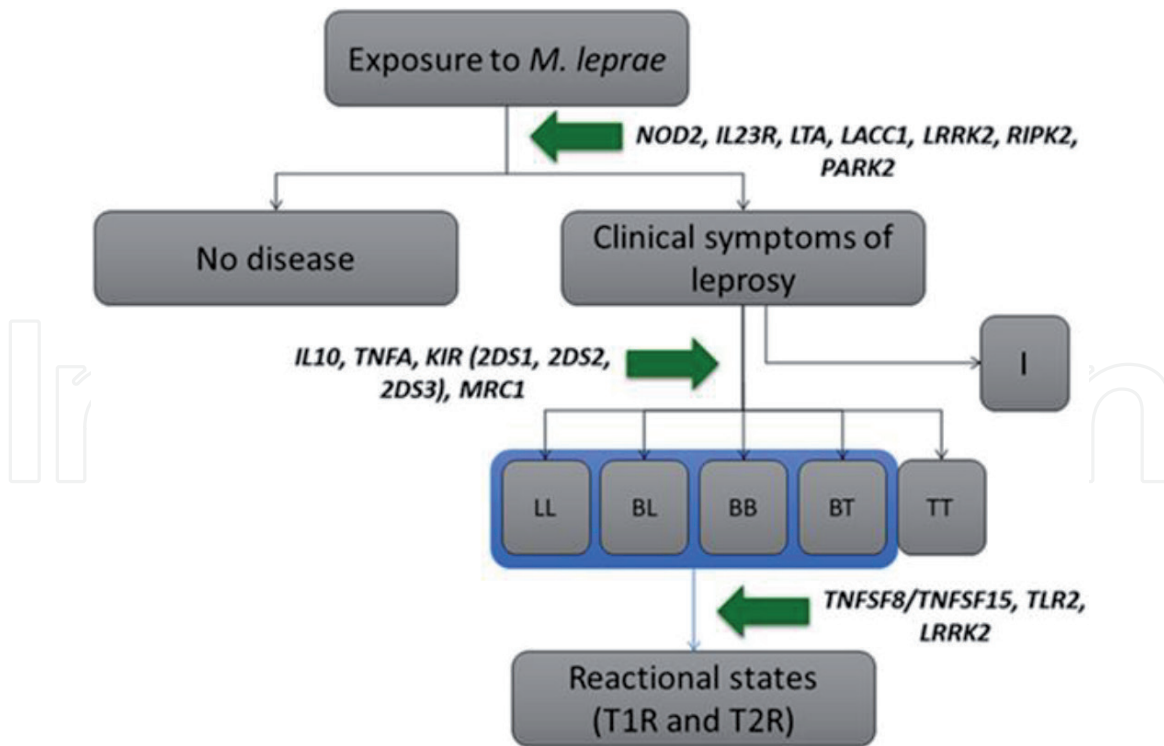 Exposure to M. leprae
NOD2, IL23R, LTA, LACC1, LRRK2, RIPK2,
PARK2
No disease
Clinical symptoms of
leprosy
IL10, TNFA, KIR (2DS1, 2DS2,
2DS3), MRC1
I
LL BL BB BT TT
TNFSF8/TNFSF15, TLR2,
LRRK2
Reactional states
(T1R and T2R)